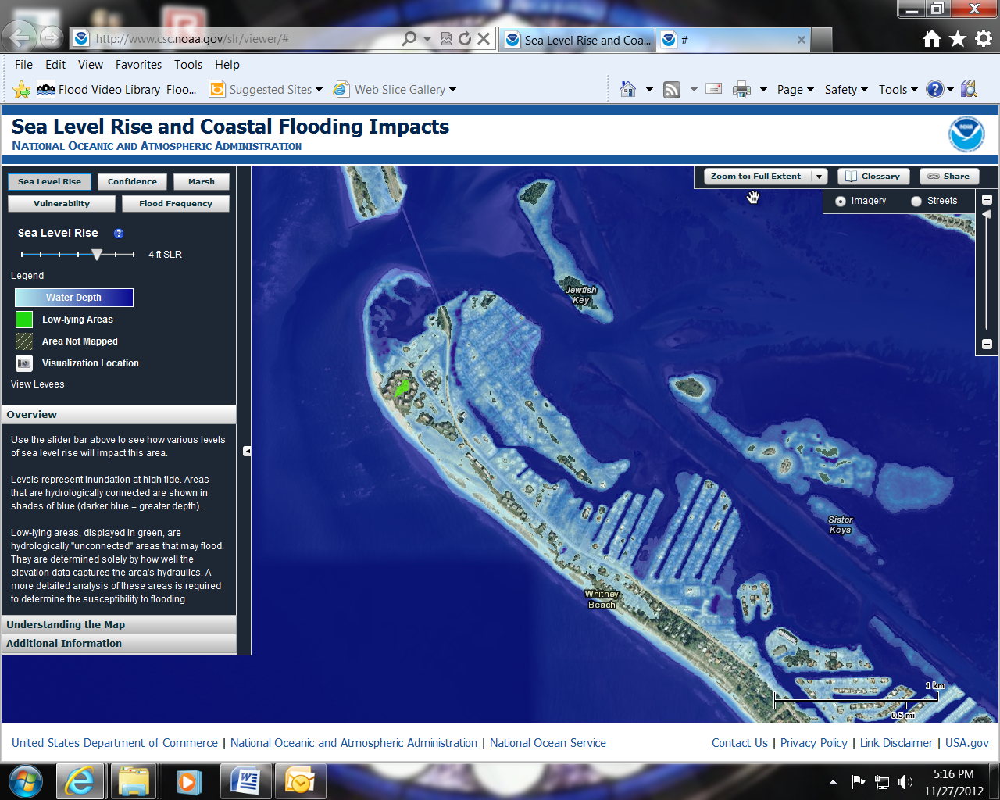 http://www.csc.noaa.gov/slr/viewer/#
Sea Level Rise and Coa...
#
File Edit View Favorites Tools Help
Flood Video Library Floo...
Suggested Sites
Web Slice Gallery
Page Safety Tools
Sea Level Rise and Coastal Flooding Impacts
NATIONAL OCEANIC AND ATMOSPHERIC ADMINISTRATION
noaa
Sea Level Rise
Confidence
Marsh
Vulnerability
Flood Frequency
Sea Level Rise ?
4 ft SLR
Legend
Water Depth
Low-lying Areas
Area Not Mapped
Visualization Location
View Levees
Overview
Use the slider bar above to see how various levels
of sea level rise will impact this area.
Levels represent inundation at high tide. Areas
that are hydrologically connected are shown in
shades of blue (darker blue = greater depth).
Low-lying areas, displayed in green, are
hydrologically "unconnected" areas that may flood.
They are determined solely by how well the
elevation data captures the area's hydraulics. A
more detailed analysis of these areas is required
to determine the susceptibility to flooding.
Understanding the Map
Additional Information
Zoom to: Full Extent
Glossary
Share
Imagery
Streets
Jewfish
Key
Sister
Keys
Whitney
Beach
1 km
0.5 mi
United States Department of Commerce | National Oceanic and Atmospheric Administration | National Ocean Service
Contact Us | Privacy Policy | Link Disclaimer | USA.gov
5:16 PM
11/27/2012